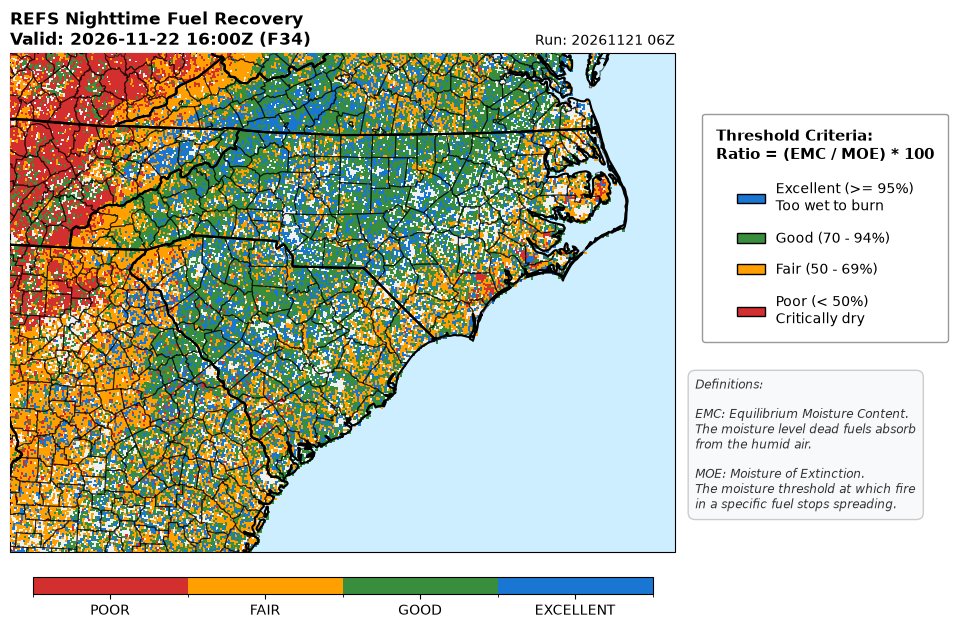 REFS Nighttime Fuel Recovery
Valid: 2026-11-22 16:00Z (F34)
Run: 20261121 06Z
Threshold Criteria:
Ratio = (EMC / MOE) * 100
Excellent (>= 95%)
Too wet to burn
Good (70 - 94%)
Fair (50 - 69%)
Poor (< 50%)
Critically dry
Definitions:
EMC: Equilibrium Moisture Content.
The moisture level dead fuels absorb
from the humid air.
MOE: Moisture of Extinction.
The moisture threshold at which fire
in a specific fuel stops spreading.
POOR
FAIR
GOOD
EXCELLENT